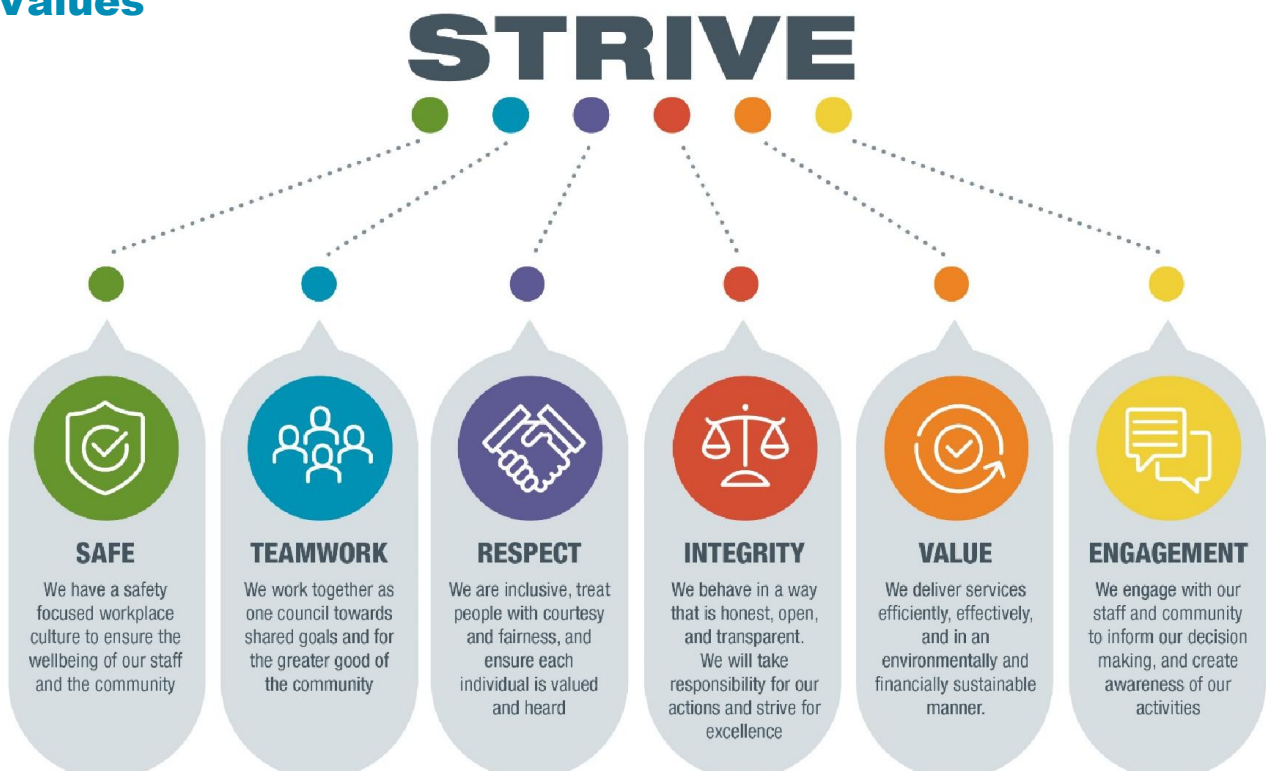 Values
STRIVE
SAFE
We have a safety
focused workplace
culture to ensure the
wellbeing of our staff
and the community
TEAMWORK
We work together as
one council towards
shared goals and for
the greater good of
the community
RESPECT
We are inclusive, treat
people with courtesy
and fairness, and
ensure each
individual is valued
and heard
INTEGRITY
We behave in a way
that is honest, open,
and transparent.
We will take
responsibility for our
actions and strive for
excellence
VALUE
We deliver services
efficiently, effectively,
and in an
environmentally and
financially sustainable
manner.
ENGAGEMENT
We engage with our
staff and community
to inform our decision
making, and create
awareness of our
activities